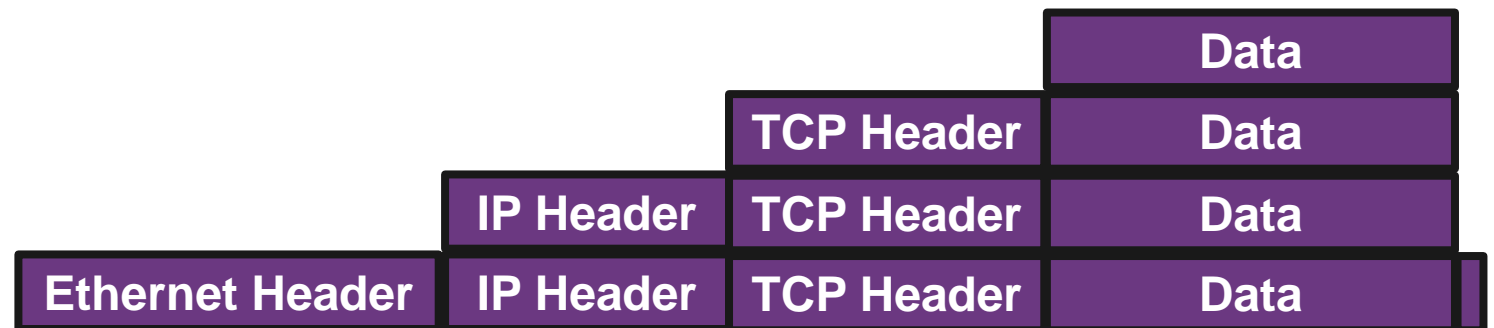 Data
TCP Header Data
IP Header TCP Header Data
Ethernet Header IP Header TCP Header Data